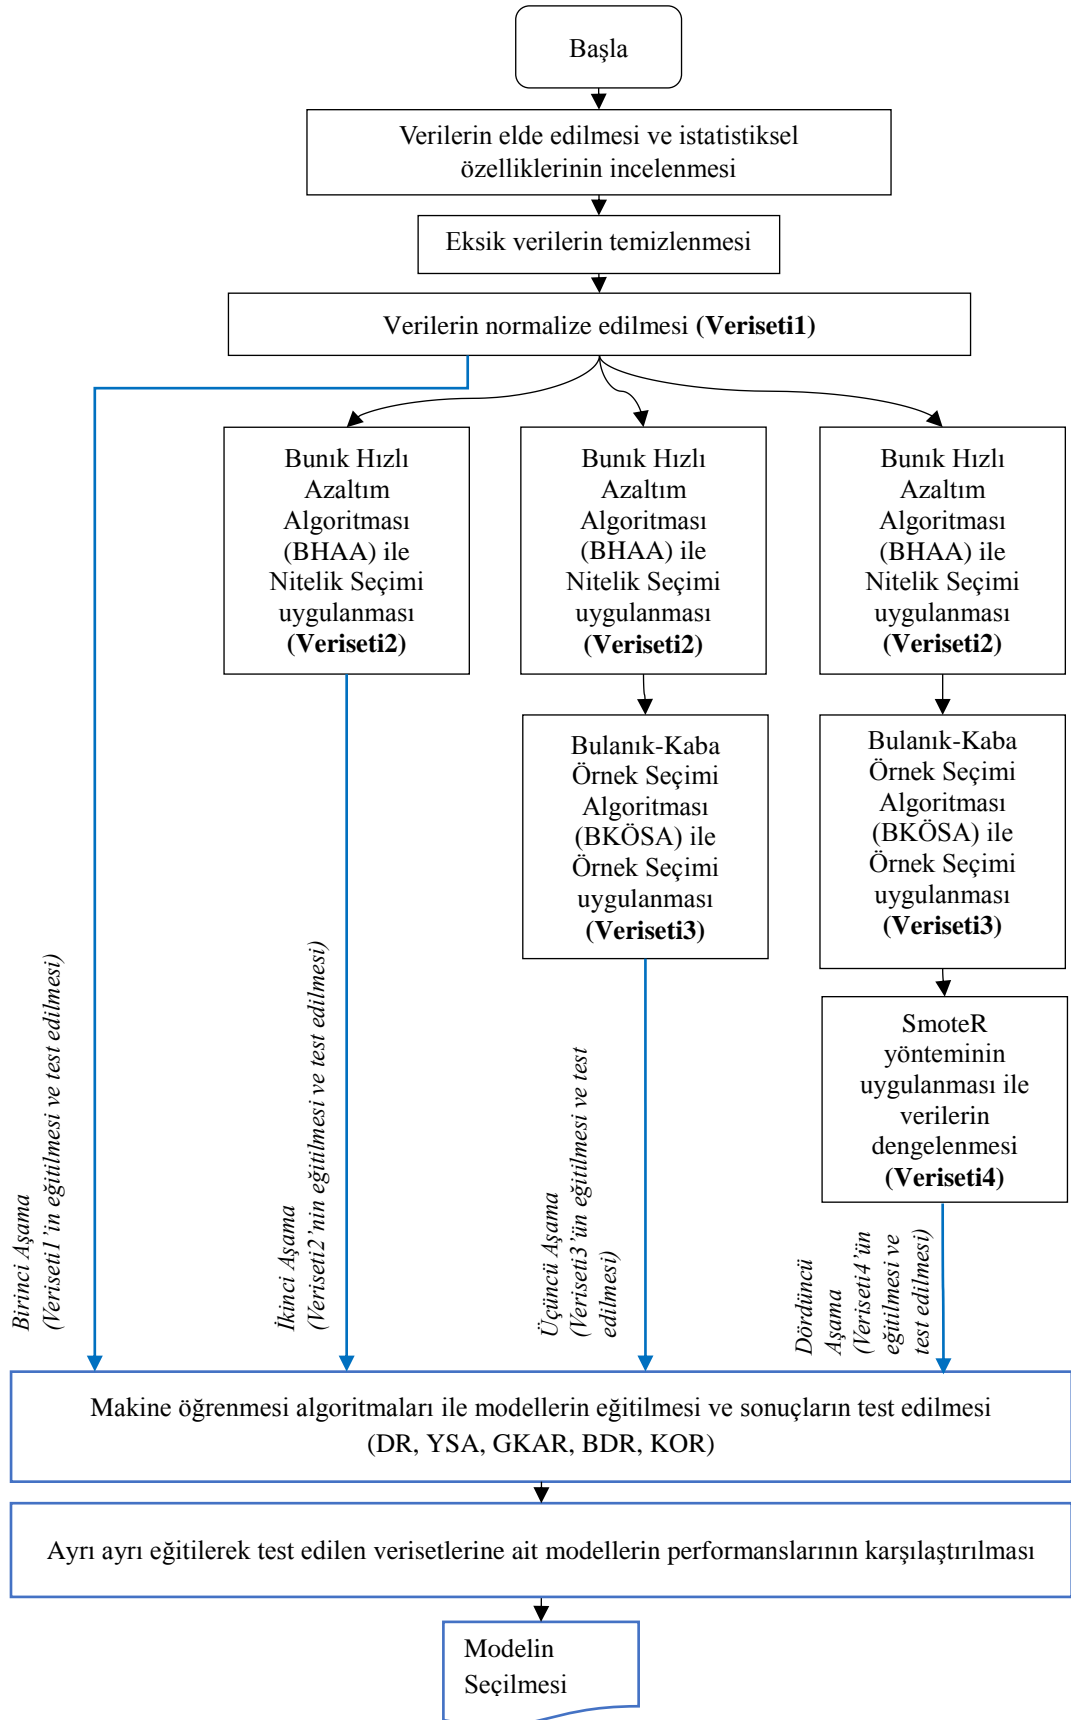 Başla
Verilerin elde edilmesi ve istatistiksel
özelliklerinin incelenmesi
Eksik verilerin temizlenmesi
Verilerin normalize edilmesi (Veriseti1)
Bunık Hızlı
Azaltım
Algoritması
(BHAA) ile
Nitelik Seçimi
uygulanması
(Veriseti2)
Bunık Hızlı
Azaltım
Algoritması
(BHAA) ile
Nitelik Seçimi
uygulanması
(Veriseti2)
Bunık Hızlı
Azaltım
Algoritması
(BHAA) ile
Nitelik Seçimi
uygulanması
(Veriseti2)
Bulanık-Kaba
Örnek Seçimi
Algoritması
(BKÖSA) ile
Örnek Seçimi
uygulanması
(Veriseti3)
Bulanık-Kaba
Örnek Seçimi
Algoritması
(BKÖSA) ile
Örnek Seçimi
uygulanması
(Veriseti3)
SmoteR
yönteminin
uygulanması ile
verilerin
dengelenmesi
(Veriseti4)
Birinci Aşama
(Veriseti1'in eğitilmesi ve test edilmesi)
İkinci Aşama
(Veriseti2'nin eğitilmesi ve test edilmesi)
Üçüncü Aşama
(Veriseti3'ün eğitilmesi ve test
edilmesi)
Dördüncü
Aşama
(Veriseti4'ün
eğitilmesi ve
test edilmesi)
Makine öğrenmesi algoritmaları ile modellerin eğitilmesi ve sonuçların test edilmesi
(DR, YSA, GKAR, BDR, KOR)
Ayrı ayrı eğitilerek test edilen verisetlerine ait modellerin performanslarının karşılaştırılması
Modelin
Seçilmesi